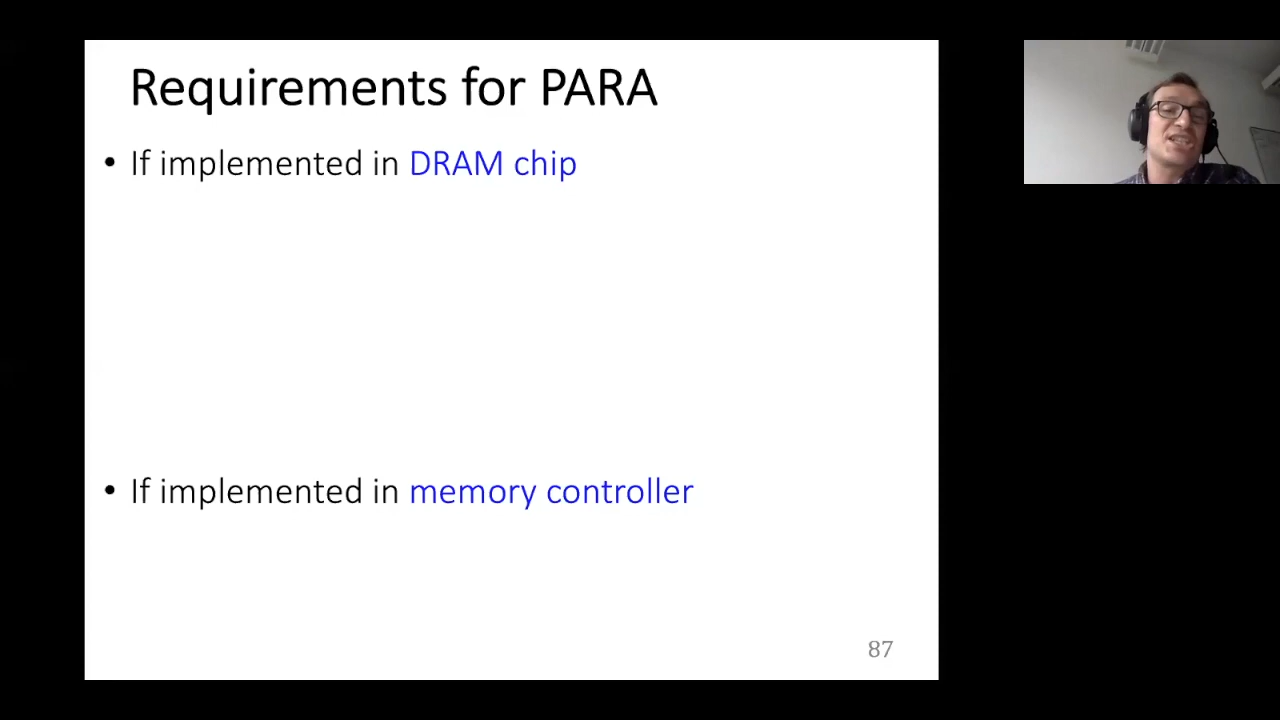 Requirements for PARA
• If implemented in DRAM chip
• If implemented in memory controller
87